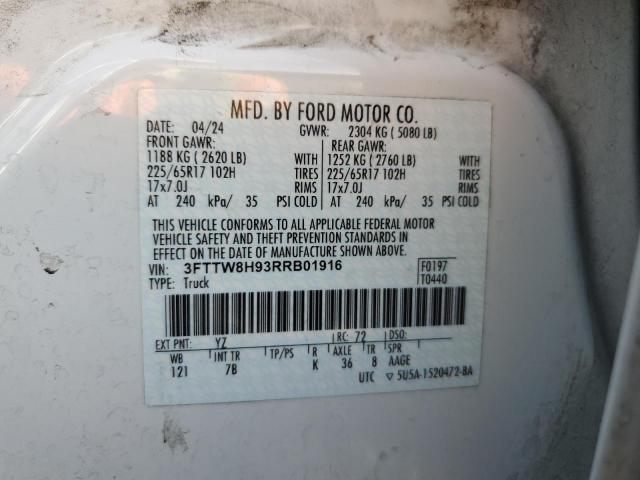 MFD. BY FORD MOTOR CO.
DATE: 04/24 GVWR: 2304 KG ( 5080 LB)
FRONT GAWR: REAR GAWR:
1188 KG ( 2620 LB) WITH 1252 KG ( 2760 LB) WITH
225/65R17 102H TIRES 225/65R17 102H TIRES
17x7.0J RIMS 17x7.0J RIMS
AT 240 kPa/ 35 PSI COLD AT 240 kPa/ 35 PSI COLD
THIS VEHICLE CONFORMS TO ALL APPLICABLE FEDERAL MOTOR
VEHICLE SAFETY AND THEFT PREVENTION STANDARDS IN
EFFECT ON THE DATE OF MANUFACTURE SHOWN ABOVE.
VIN: 3FTTW8H93RRB01916 F0197
TYPE: Truck T0440
EXT PNT: YZ RC: 72 DSO:
WB INT TR TP/PS R AXLE TR SPR
121 7B K 36 8 AAGE
UTC ▽ 5U5A-1520472-BA